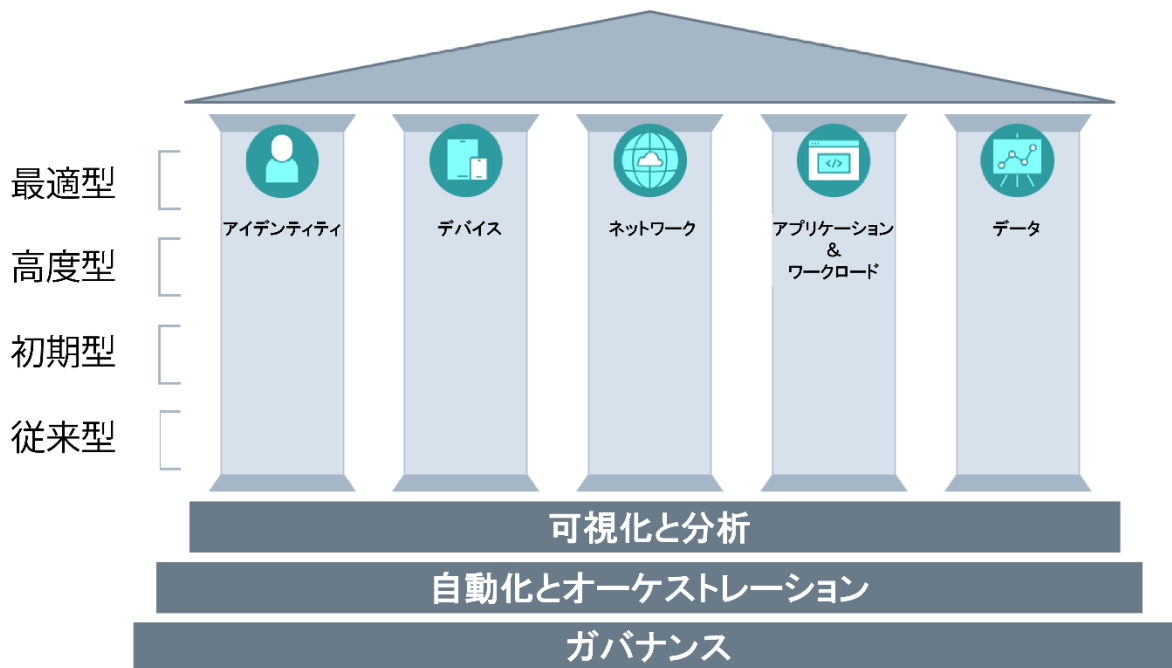 最適型
高度型
初期型
従来型
アイデンティティ
デバイス
ネットワーク
アプリケーション
&
ワークロード
データ
</>
可視化と分析
自動化とオーケストレーション
ガバナンス